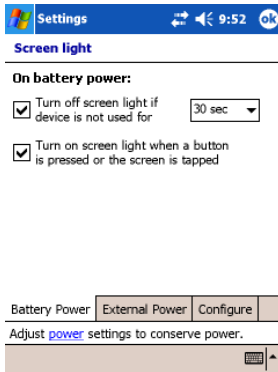 Settings 9:52 ok
Screen light
On battery power:
Turn off screen light if
device is not used for 30 sec
Turn on screen light when a button
is pressed or the screen is tapped
Battery Power External Power Configure
Adjust power settings to conserve power.